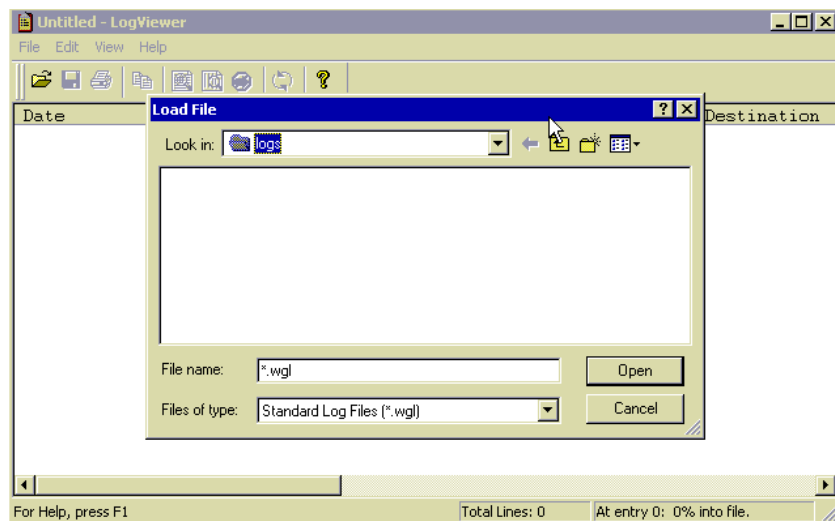 Untitled - LogViewer
File Edit View Help
Date
Destination
Load File
Look in: logs
File name: *.wgl
Open
Files of type: Standard Log Files (*.wgl)
Cancel
For Help, press F1
Total Lines: 0
At entry 0: 0% into file.